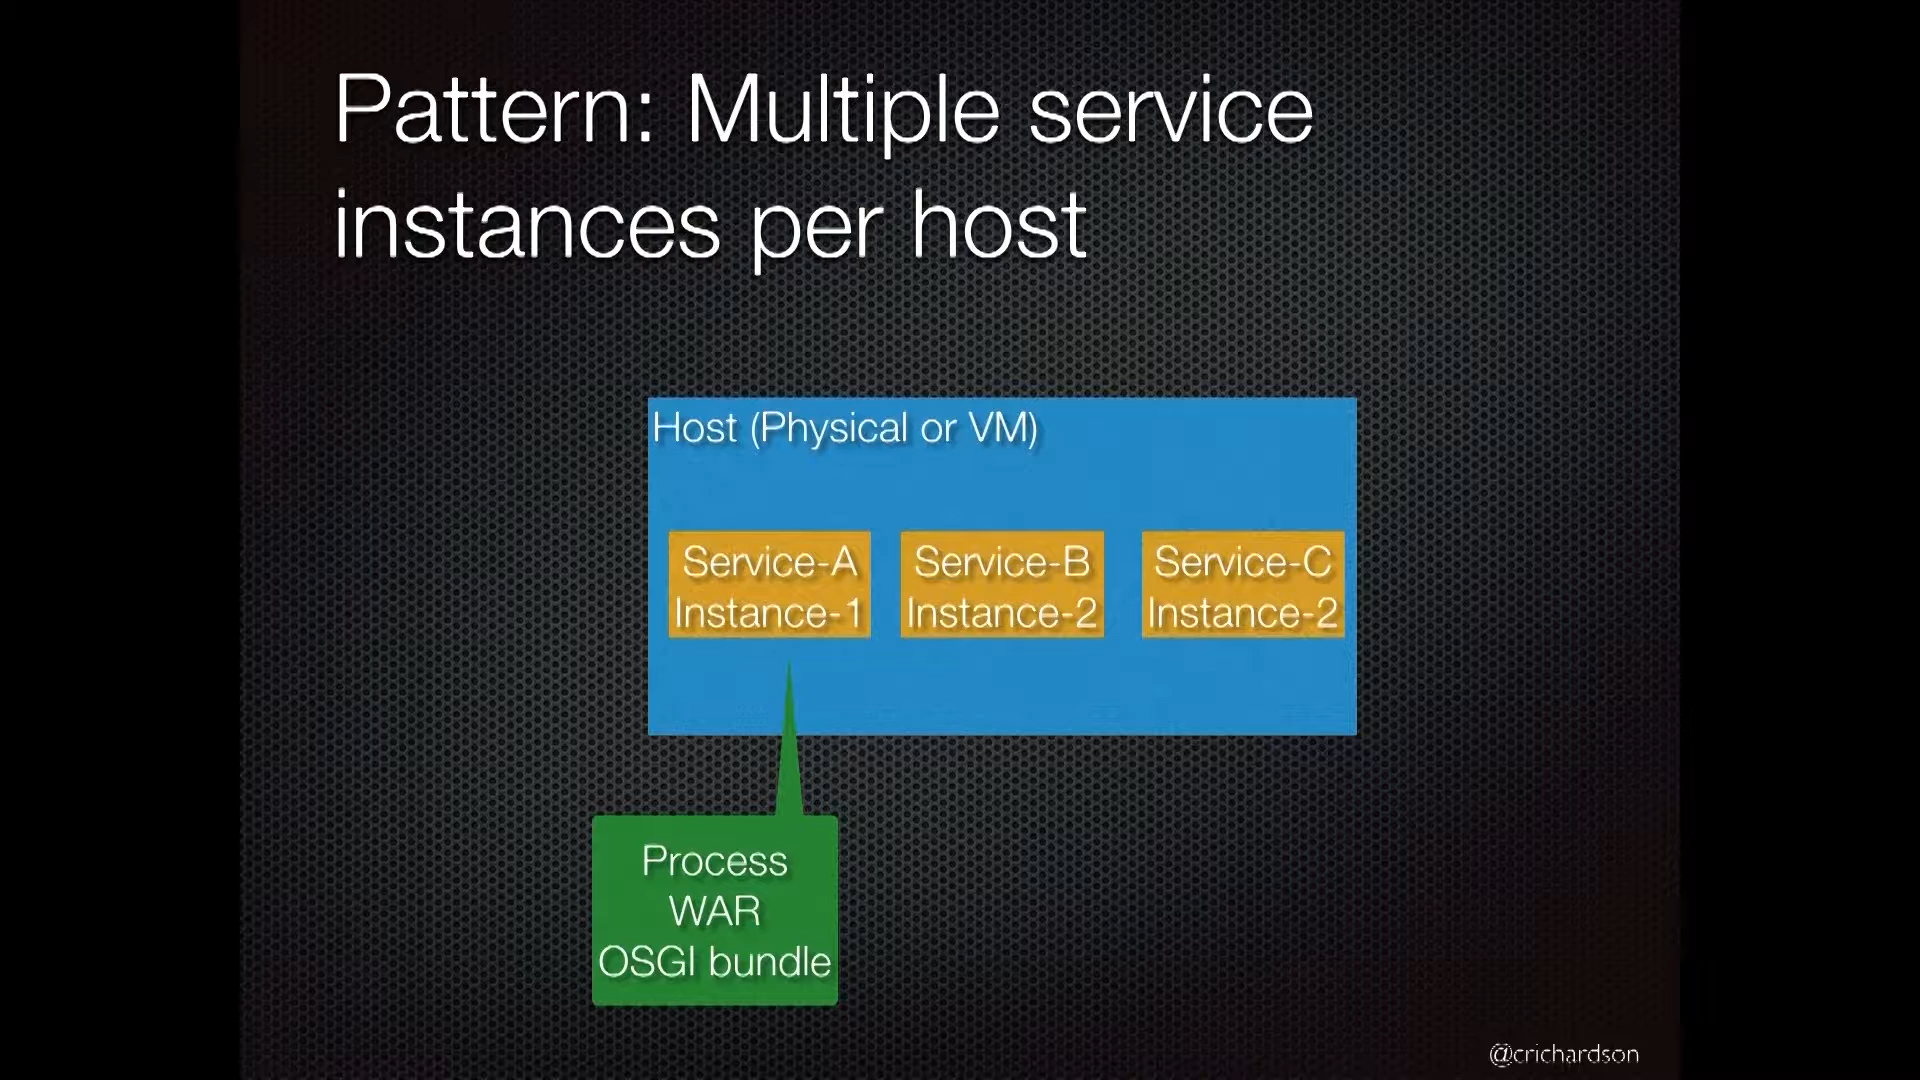 Pattern: Multiple service
instances per host
Host (Physical or VM)
Service-A
Instance-1
Service-B
Instance-2
Service-C
Instance-2
Process
WAR
OSGI bundle
@crichardson